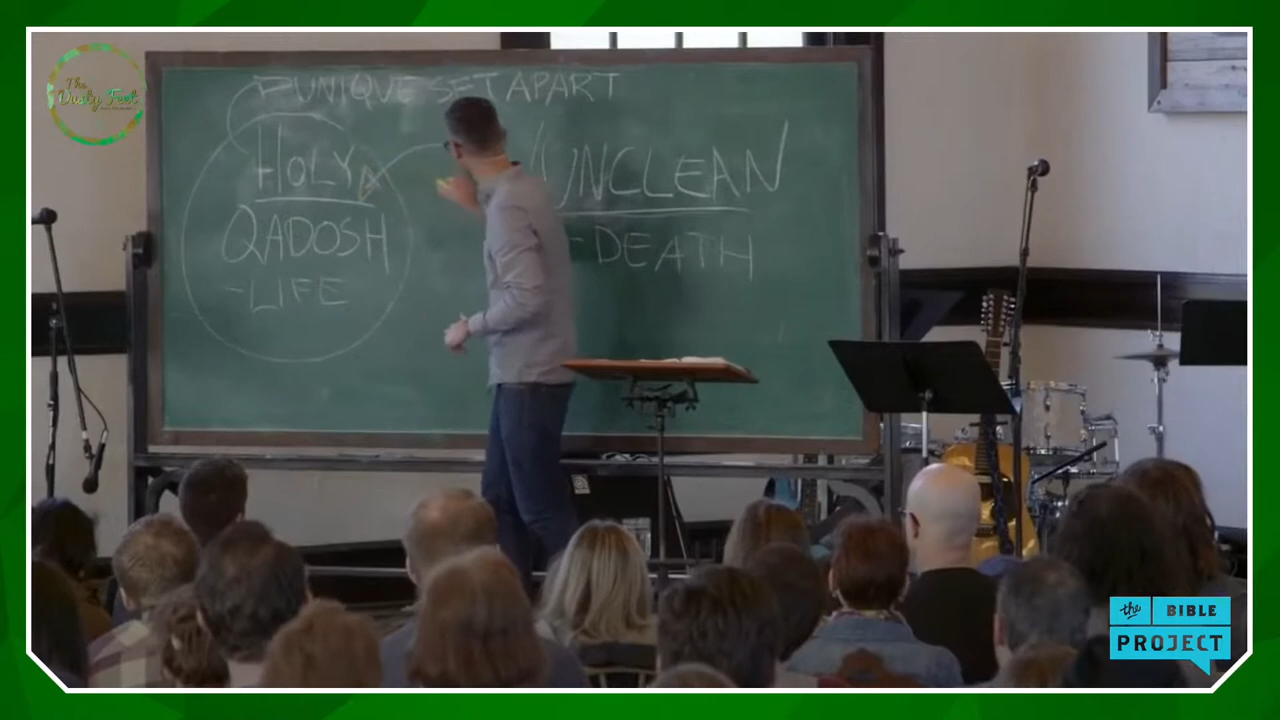 The
Dusty Feet
UNIQUE SET APART
HOLY
QADOSH
-LIFE
UNCLEAN
-DEATH
the BIBLE
PROJECT